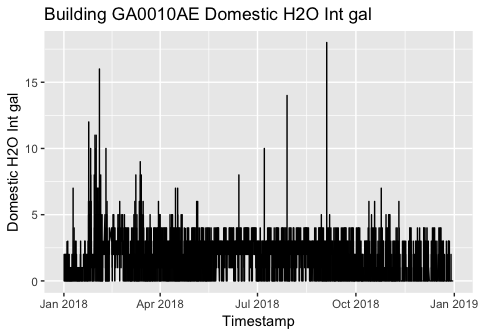 Building GA0010AE Domestic H2O Int gal
Domestic H2O Int gal
15
10
5
0
Jan 2018
Apr 2018
Jul 2018
Oct 2018
Jan 2019
Timestamp